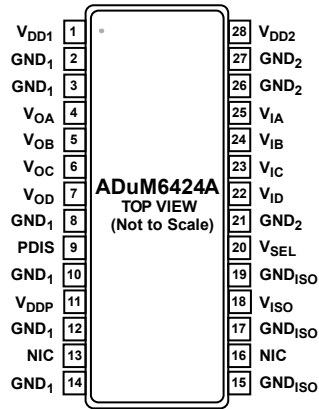 VDD1 1 28 VDD2
GND1 2 27 GND2
GND1 3 26 GND2
VOA 4 25 VIA
VOB 5 24 VIB
VOC 6 23 VIC
VOD 7 22 VID
GND1 8 21 GND2
PDIS 9 20 VSEL
GND1 10 19 GNDISO
VDDP 11 18 VISO
GND1 12 17 GNDISO
NIC 13 16 NIC
GND1 14 15 GNDISO
ADuM6424A
TOP VIEW
(Not to Scale)